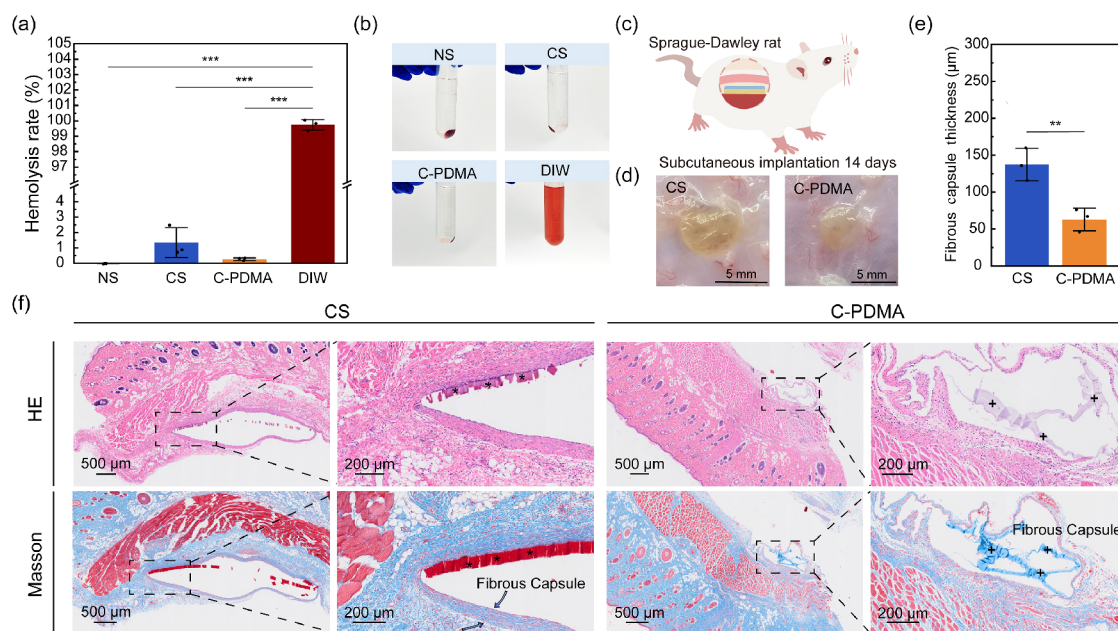 (a)
Hemolysis rate (%)
105
104
103
102
101
100
99
98
97
4
3
2
1
0
***
***
***
NS
CS
C-PDMA
DIW
(b)
NS
CS
C-PDMA
DIW
(c)
Sprague-Dawley rat
Subcutaneous implantation 14 days
(d)
CS
5 mm
C-PDMA
5 mm
(e)
Fibrous capsule thickness (μm)
300
250
200
150
100
50
0
**
CS
C-PDMA
(f)
CS
C-PDMA
HE
500 μm
* * *
200 μm
500 μm
+ + +
200 μm
Masson
500 μm
* * *
Fibrous Capsule
200 μm
500 μm
Fibrous Capsule
+ + +
200 μm